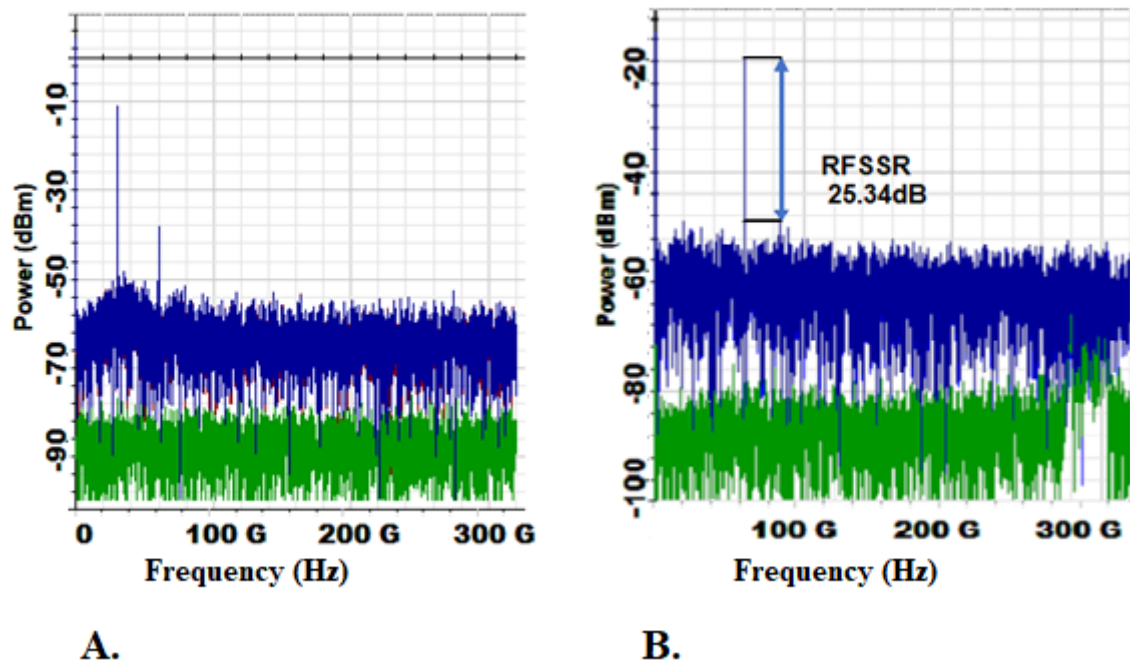 -10
-30
-50
-70
-90
Power (dBm)
0
100 G
200 G
300 G
Frequency (Hz)
A.
-20
-40
-60
-80
-100
Power (dBm)
RFSSR
25.34dB
100 G
200 G
300 G
Frequency (Hz)
B.